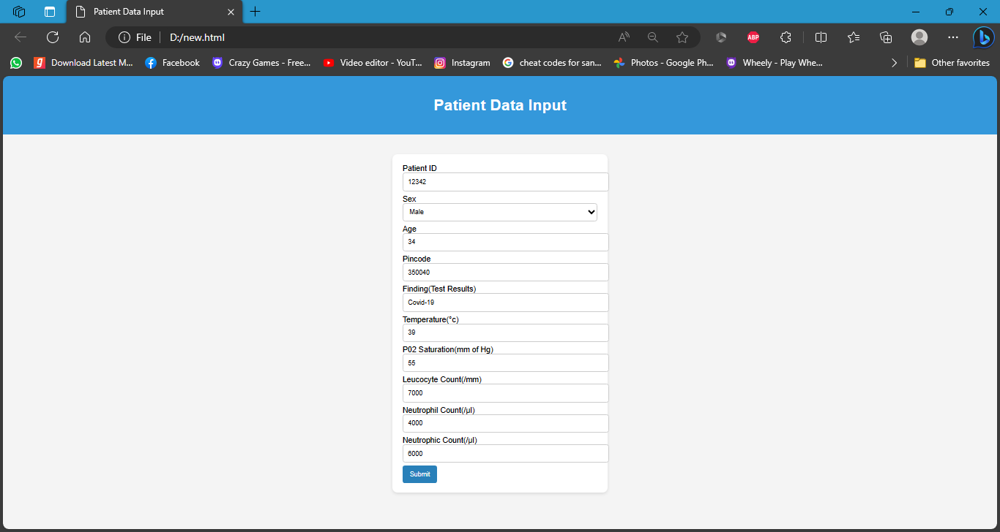 Patient Data Input
File
D:/new.html
A
ABP
g Download Latest M...
Facebook
Crazy Games - Free...
Video editor - YouT...
Instagram
G cheat codes for san...
Photos - Google Ph...
Wheely - Play Whe...
Other favorites
Patient Data Input
Patient ID
12342
Sex
Male
Age
34
Pincode
350040
Finding(Test Results)
Covid-19
Temperature(°c)
39
P02 Saturation(mm of Hg)
55
Leucocyte Count(/mm)
7000
Neutrophil Count(/µl)
4000
Neutrophic Count(/µl)
6000
Submit